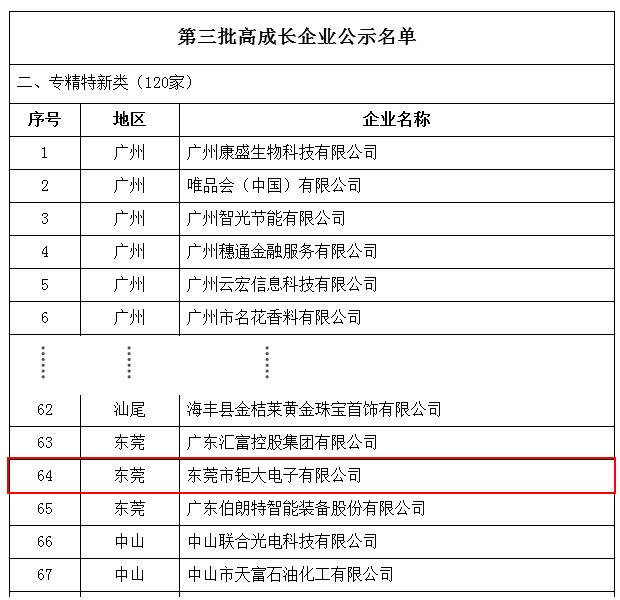 第三批高成长企业公示名单
二、专精特新类（120家）
序号 地区 企业名称
1 广州 广州康盛生物科技有限公司
2 广州 唯品会（中国）有限公司
3 广州 广州智光节能有限公司
4 广州 广州穗通金融服务有限公司
5 广州 广州云宏信息科技有限公司
6 广州 广州市名花香料有限公司
62 汕尾 海丰县金桔莱黄金珠宝首饰有限公司
63 东莞 广东汇富控股集团有限公司
64 东莞 东莞市钜大电子有限公司
65 东莞 广东伯朗特智能装备股份有限公司
66 中山 中山联合光电科技有限公司
67 中山 中山市天富石油化工有限公司